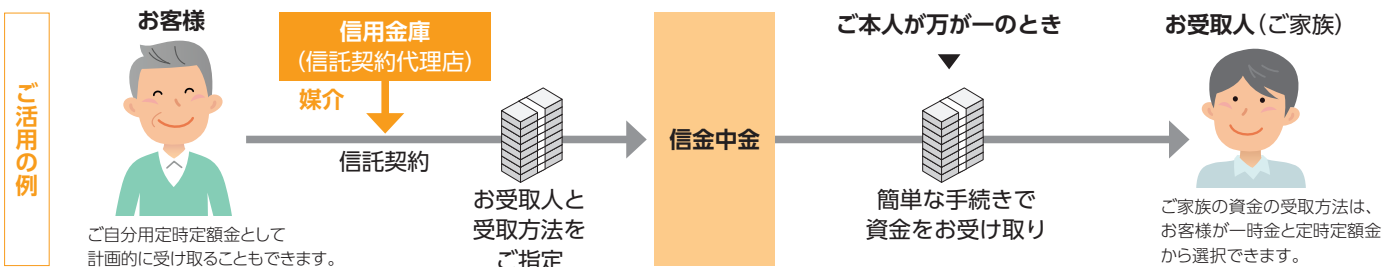 ご活用の例
お客様
ご自分用定時定額金として
計画的に受け取ることもできます。
信用金庫
（信託契約代理店）
媒介
信託契約
お受取人と
受取方法を
ご指定
信金中金
ご本人が万が一のとき
▼
簡単な手続きで
資金をお受け取り
お受取人（ご家族）
ご家族の資金の受取方法は、
お客様が一時金と定時定額金
から選択できます。